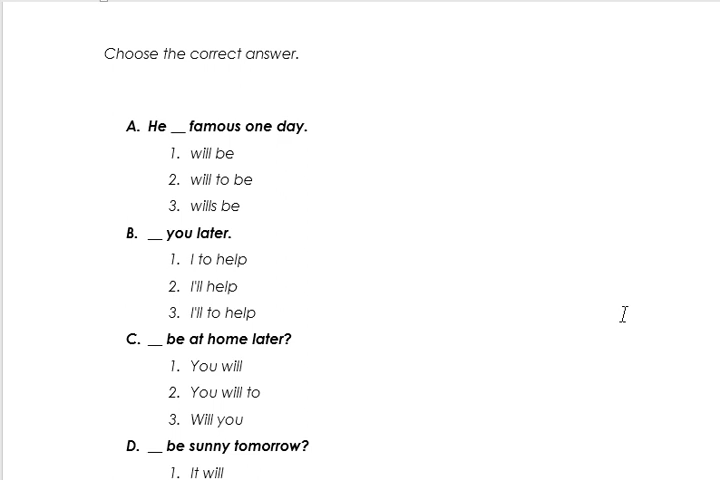 Choose the correct answer.
A. He __ famous one day.
1. will be
2. will to be
3. wills be
B. __ you later.
1. I to help
2. I'll help
3. I'll to help
C. __ be at home later?
1. You will
2. You will to
3. Will you
D. __ be sunny tomorrow?
1. It will